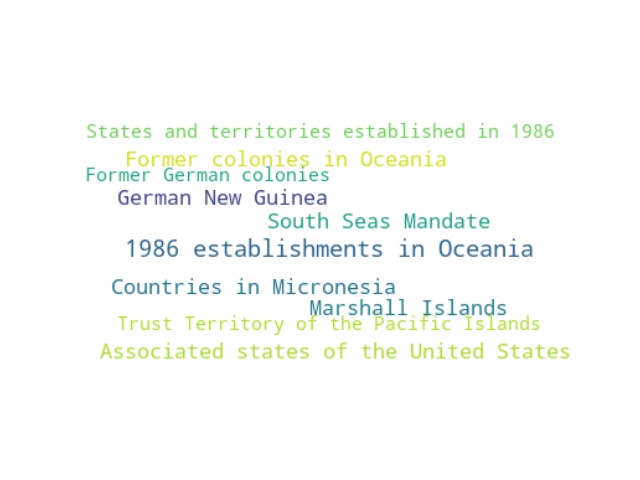 States and territories established in 1986
Former colonies in Oceania
Former German colonies
German New Guinea
South Seas Mandate
1986 establishments in Oceania
Countries in Micronesia
Marshall Islands
Trust Territory of the Pacific Islands
Associated states of the United States